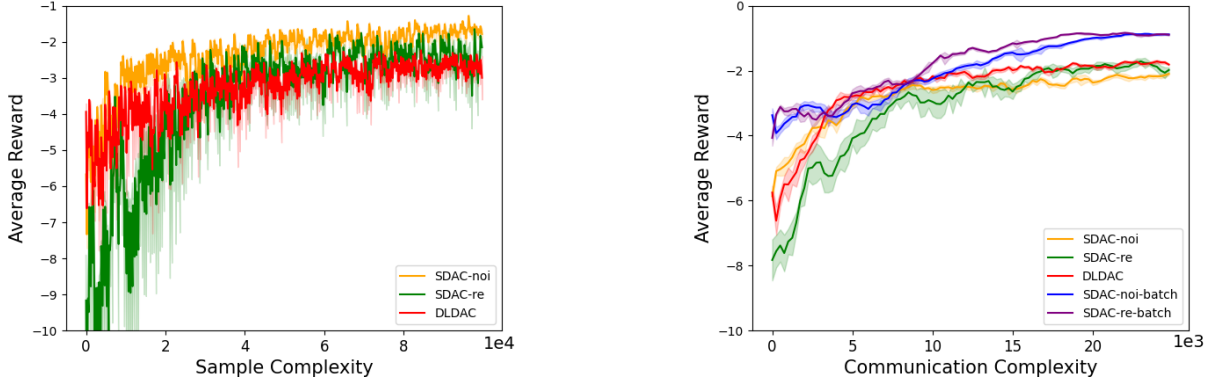 −1
−2
−3
−4
−5
−6
−7
−8
−9
−10
Average Reward
0
2
4
6
8
1e4
Sample Complexity
SDAC-noi
SDAC-re
DLDAC
0
−2
−4
−6
−8
−10
Average Reward
0
5
10
15
20
1e3
Communication Complexity
SDAC-noi
SDAC-re
DLDAC
SDAC-noi-batch
SDAC-re-batch